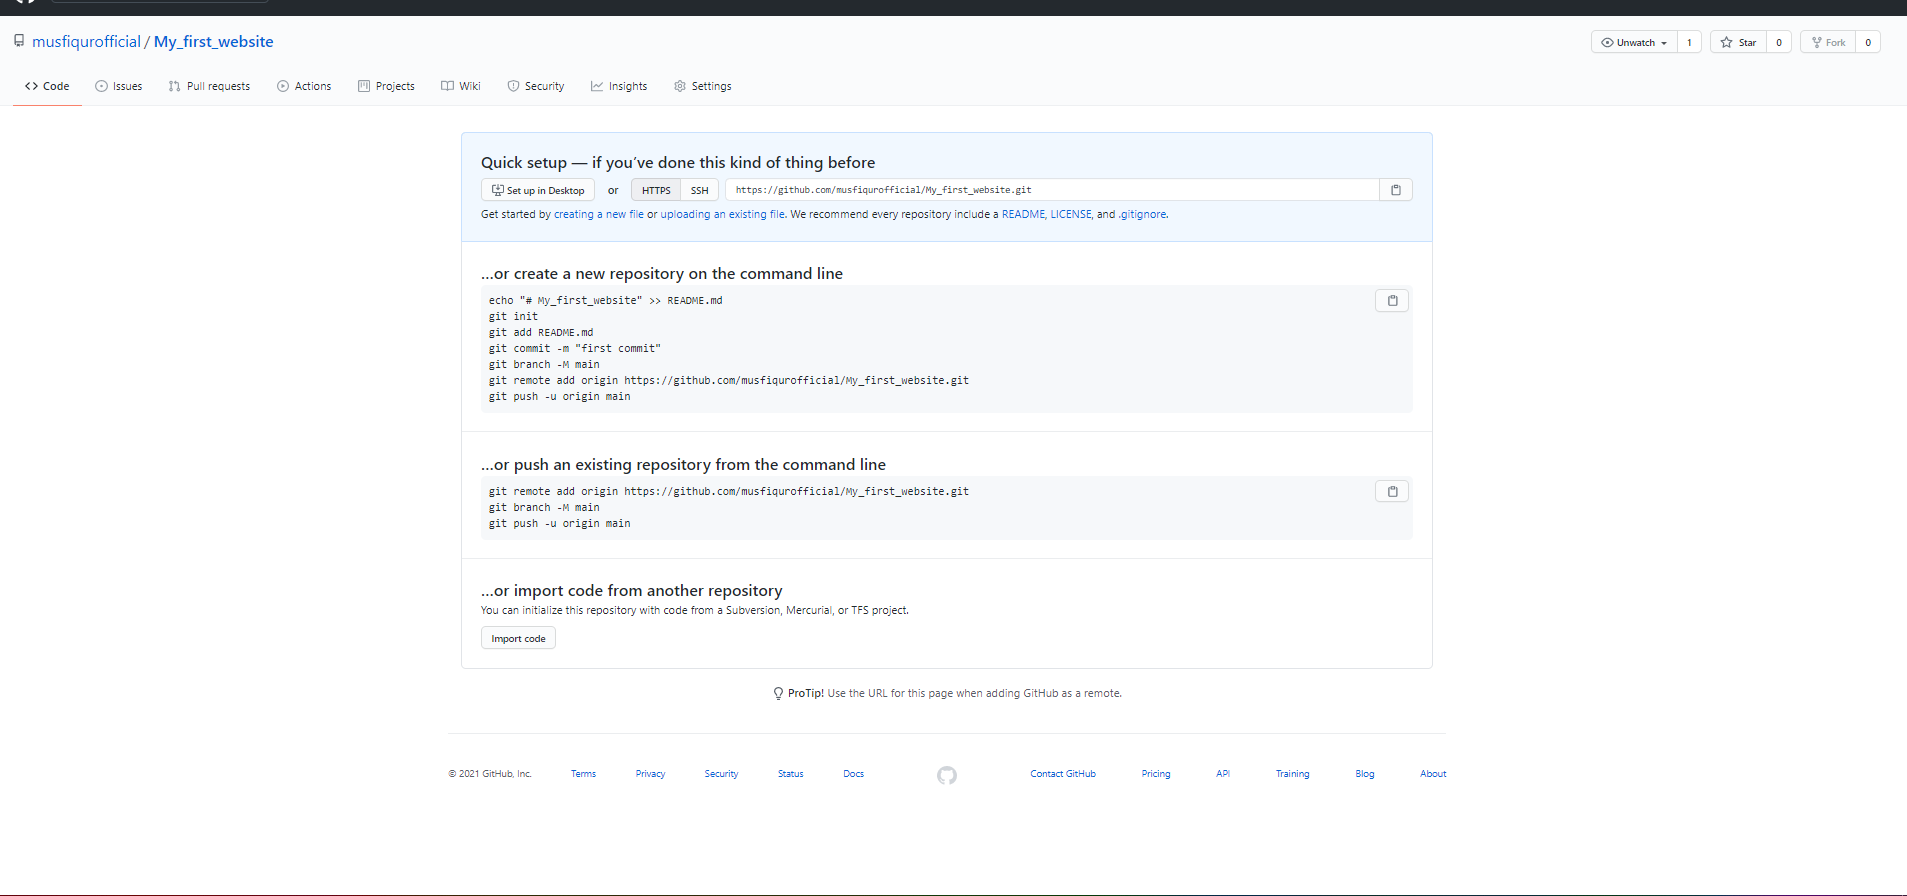 musfiqurofficial / My_first_website
Unwatch 1 Star 0 Fork 0
Code Issues Pull requests Actions Projects Wiki Security Insights Settings
Quick setup — if you’ve done this kind of thing before
Set up in Desktop or HTTPS SSH https://github.com/musfiqurofficial/My_first_website.git
Get started by creating a new file or uploading an existing file. We recommend every repository include a README, LICENSE, and .gitignore.
…or create a new repository on the command line
echo "# My_first_website" >> README.md
git init
git add README.md
git commit -m "first commit"
git branch -M main
git remote add origin https://github.com/musfiqurofficial/My_first_website.git
git push -u origin main
…or push an existing repository from the command line
git remote add origin https://github.com/musfiqurofficial/My_first_website.git
git branch -M main
git push -u origin main
…or import code from another repository
You can initialize this repository with code from a Subversion, Mercurial, or TFS project.
Import code
ProTip! Use the URL for this page when adding GitHub as a remote.
© 2021 GitHub, Inc. Terms Privacy Security Status Docs Contact GitHub Pricing API Training Blog About